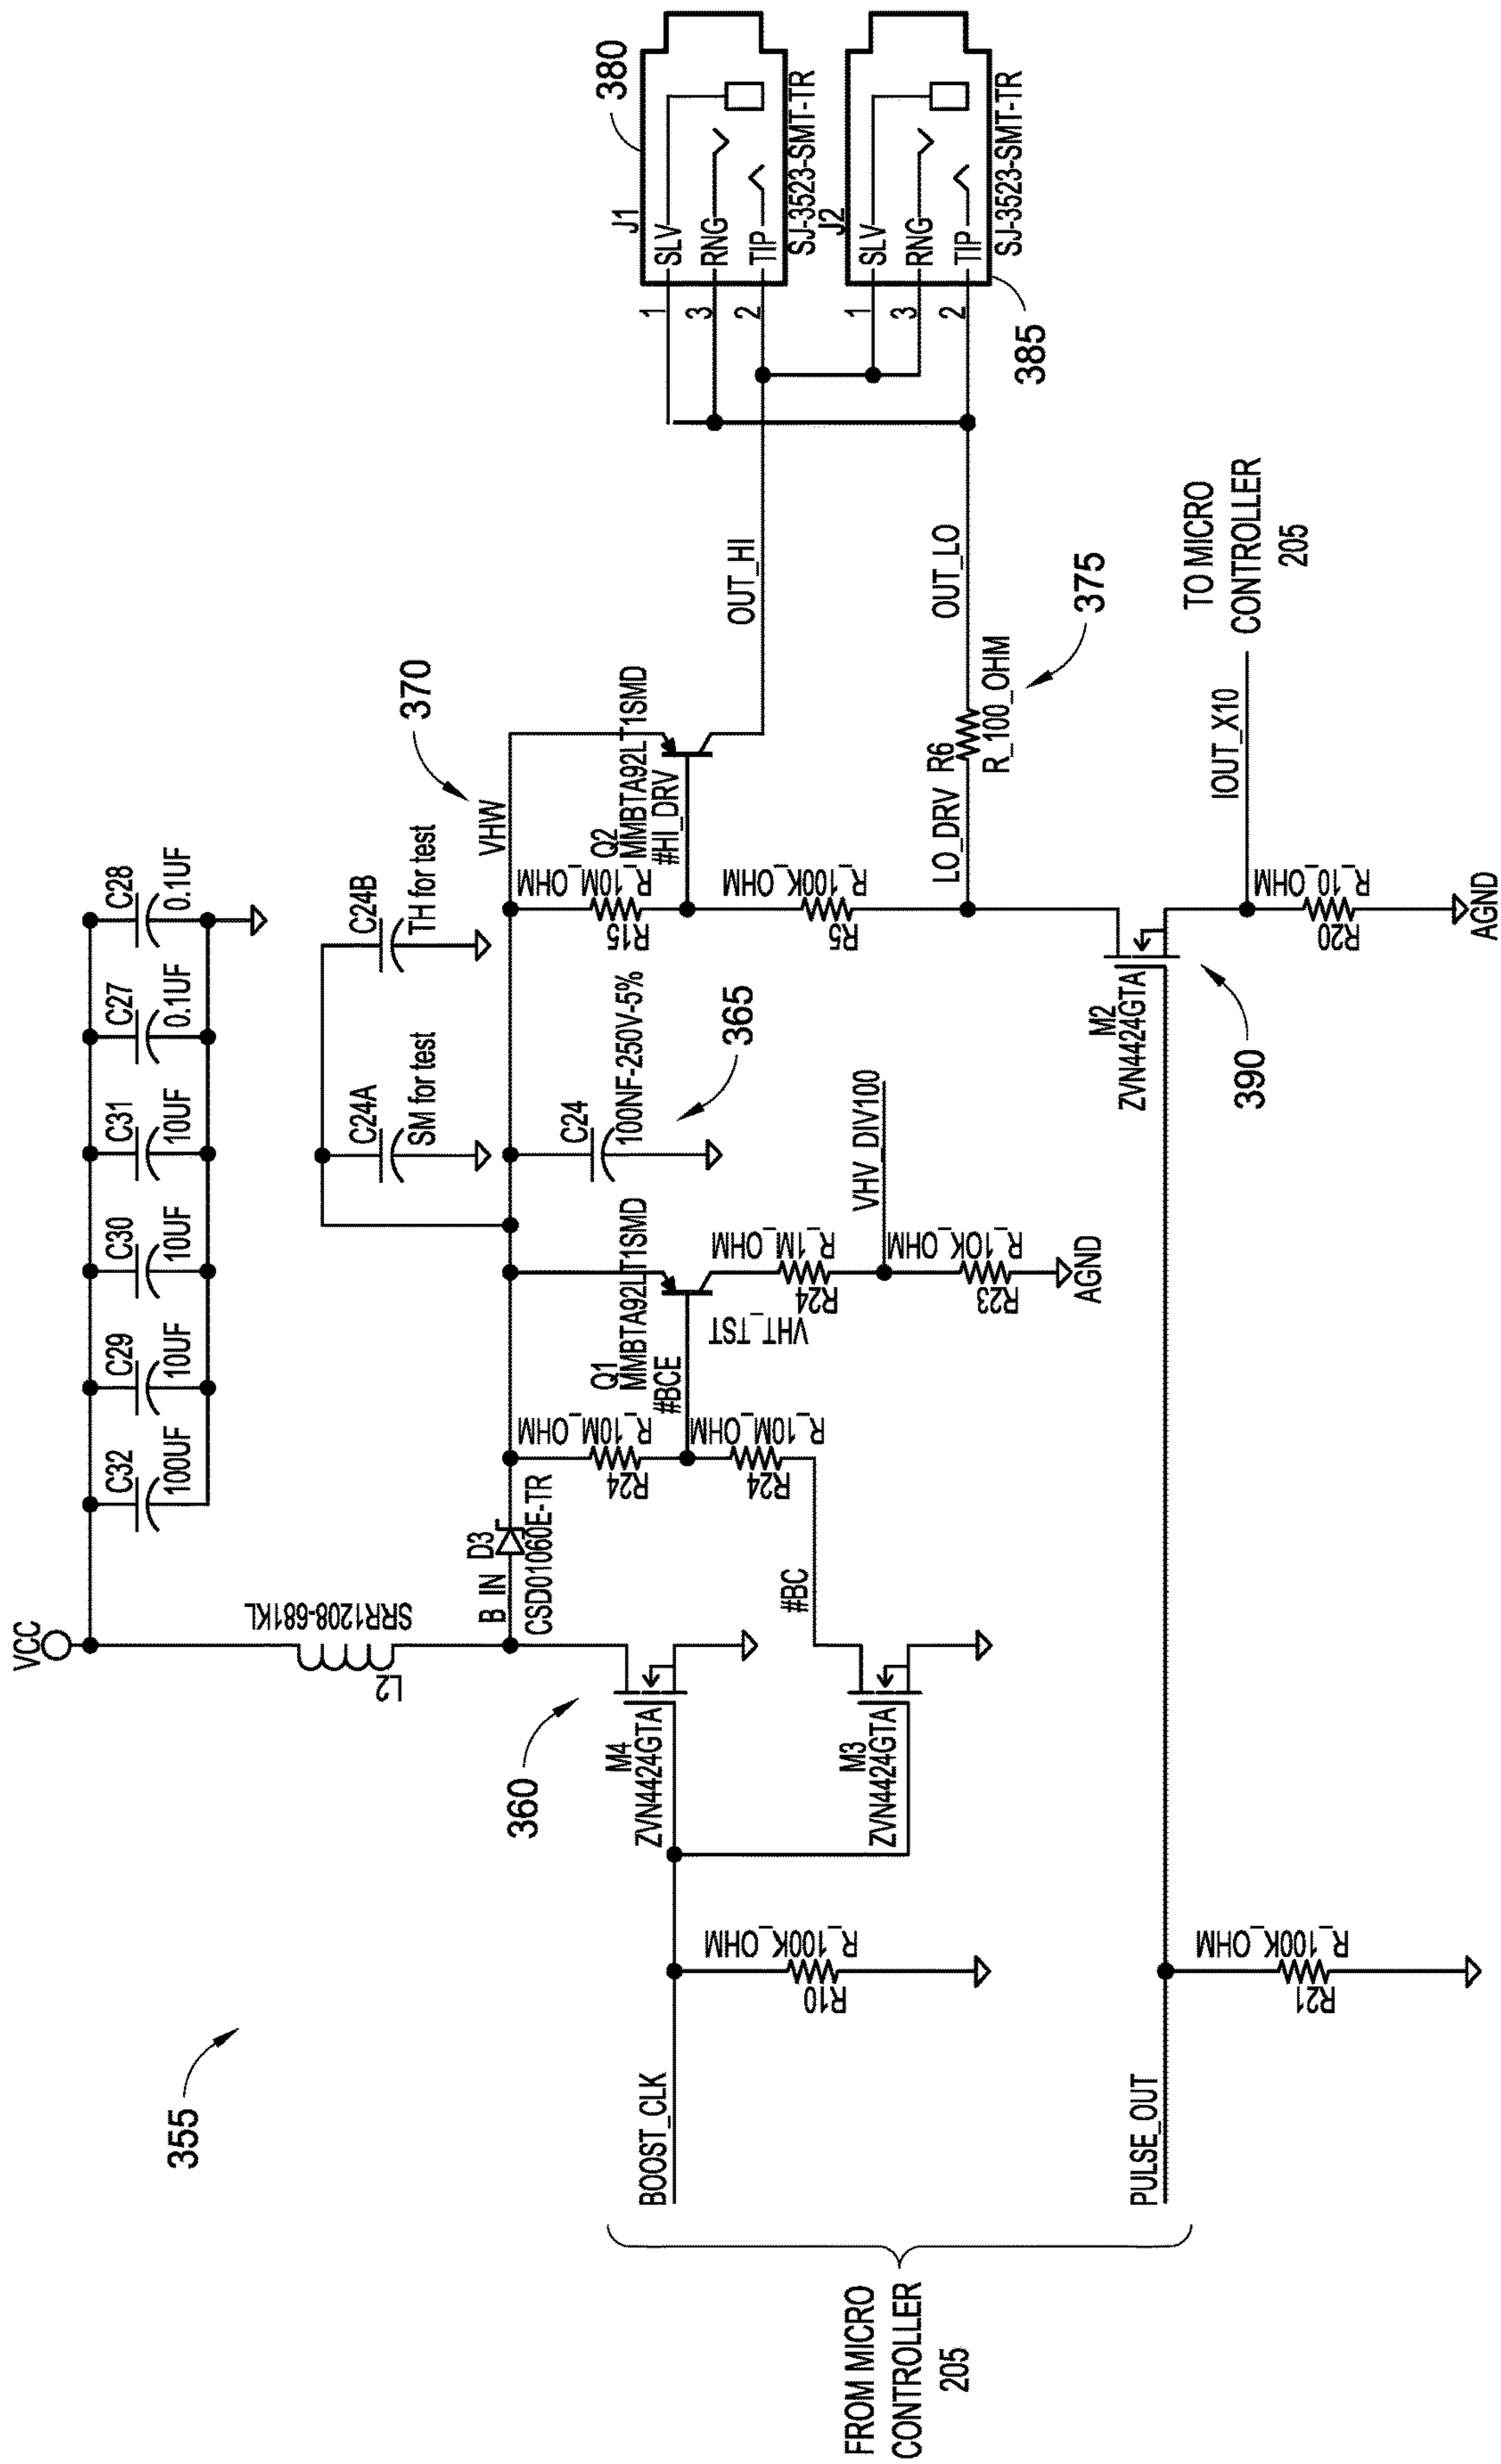 355
VCC
C32
100UF
C29
10UF
C30
10UF
C31
10UF
C27
0.1UF
C28
0.1UF
L2
SRR1208-681KL
C24A
SM for test
C24B
TH for test
B_IN
D3
CSD01060E-TR
VHW
370
360
M4
ZVN4424GTA
R24
R_10M_OHM
R24
R_10M_OHM
Q1
MMBTA92LT1SMD
#BCE
VHT_TST
C24
100NF-250V-5%
365
R15
R_10M_OHM
Q2
MMBTA92LT1SMD
#HI_DRV
R5
R_100K_OHM
OUT_HI
J1
380
SLV
RNG
TIP
1
3
2
SJ-3523-SMT-TR
J2
SLV
RNG
TIP
1
3
2
SJ-3523-SMT-TR
385
BOOST_CLK
R10
R_100K_OHM
M3
ZVN4424GTA
#BC
R24
R_1M_OHM
VHV_DIV100
R23
R_10K_OHM
AGND
LO_DRV
R6
R_100_OHM
OUT_LO
375
FROM MICRO
CONTROLLER
205
PULSE_OUT
R21
R_100K_OHM
M2
ZVN4424GTA
390
IOUT_X10
TO MICRO
CONTROLLER
205
R20
R_10_OHM
AGND